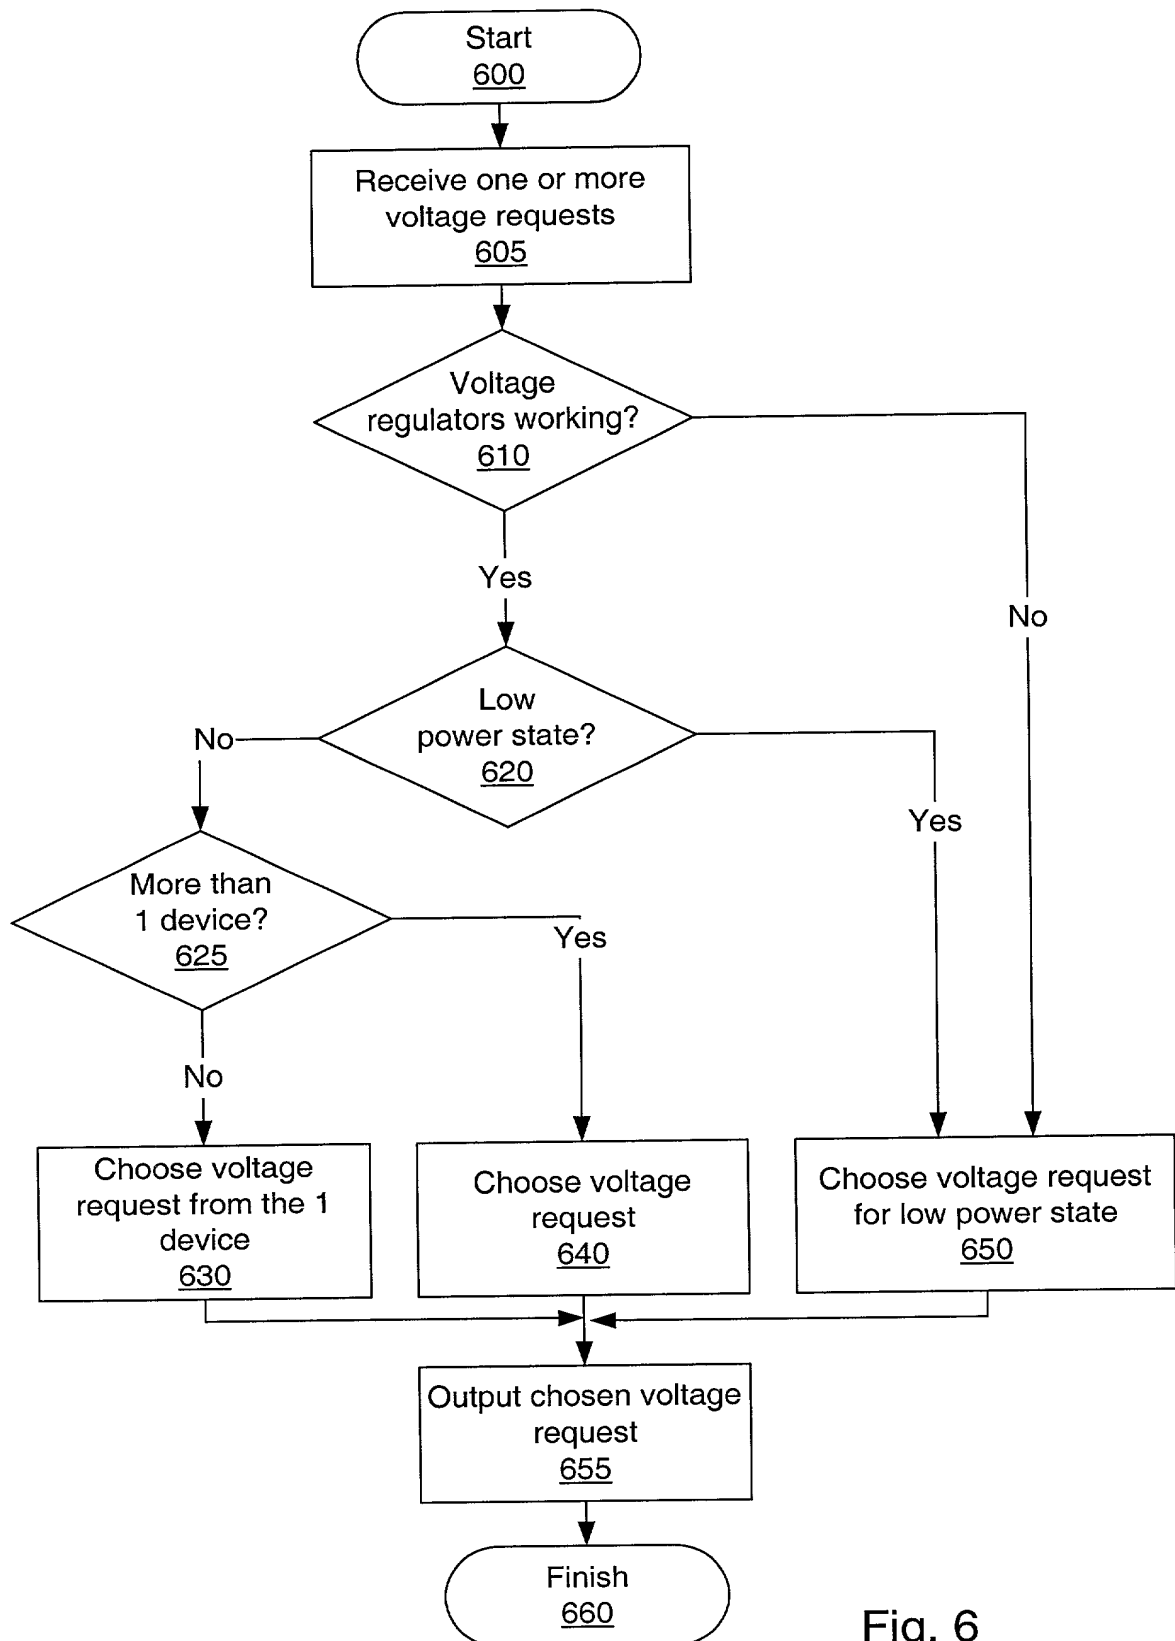 Start
600
Receive one or more
voltage requests
605
Voltage
regulators working?
610
Yes
No
Low
power state?
620
No
Yes
More than
1 device?
625
Yes
No
Choose voltage
request from the 1
device
630
Choose voltage
request
640
Choose voltage request
for low power state
650
Output chosen voltage
request
655
Finish
660
Fig. 6